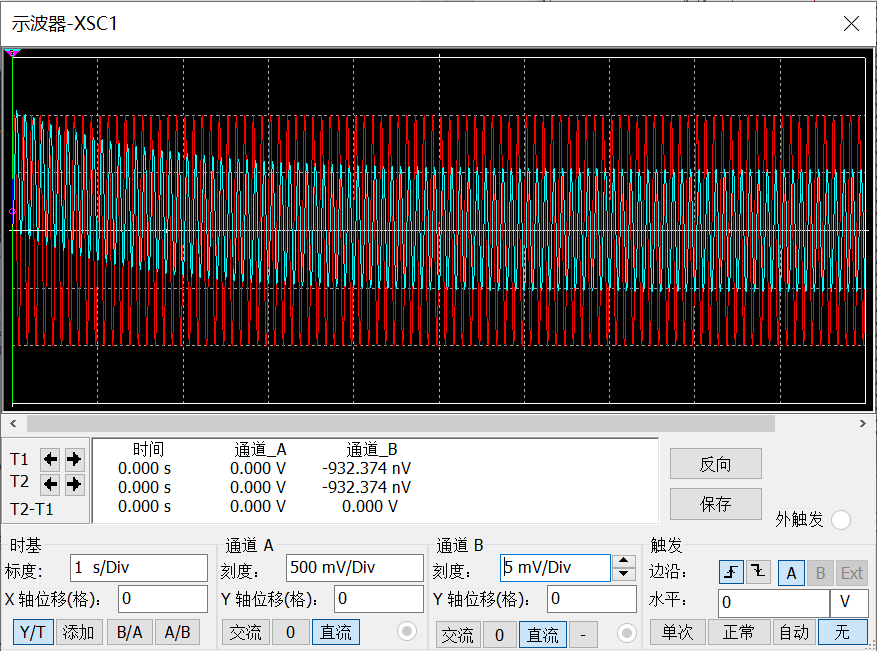 示波器-XSC1
时间 通道_A 通道_B
T1 0.000 s 0.000 V -932.374 nV
T2 0.000 s 0.000 V -932.374 nV
T2-T1 0.000 s 0.000 V 0.000 V
反向
保存
外触发
时基
标度: 1 s/Div
X 轴位移(格): 0
Y/T 添加 B/A A/B
通道 A
刻度: 500 mV/Div
Y 轴位移(格): 0
交流 0 直流
通道 B
刻度: 5 mV/Div
Y 轴位移(格): 0
交流 0 直流 -
触发
边沿: A B Ext
水平: 0 V
单次 正常 自动 无